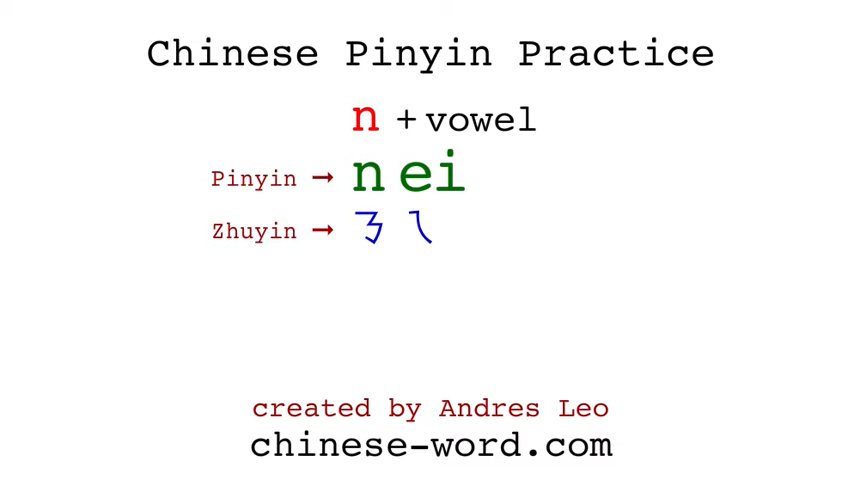 Chinese Pinyin Practice
n + vowel
Pinyin → n ei
Zhuyin → ㄋ ㄟ
created by Andres Leo
chinese-word.com